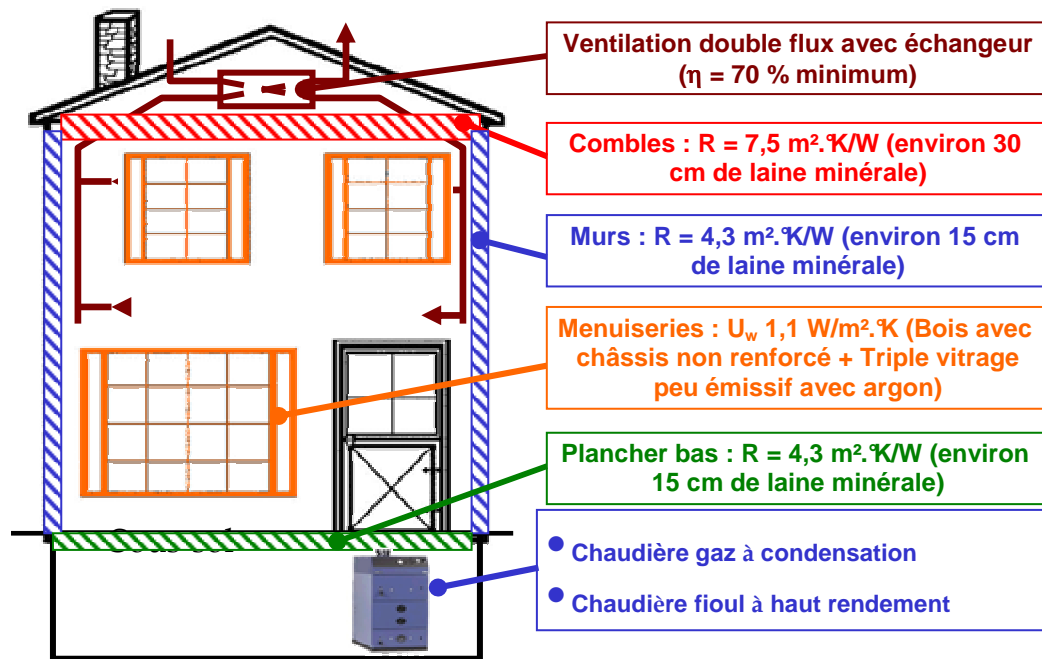 Ventilation double flux avec échangeur
(η = 70 % minimum)
Combles : R = 7,5 m².°K/W (environ 30
cm de laine minérale)
Murs : R = 4,3 m².°K/W (environ 15 cm
de laine minérale)
Menuiseries : Uw 1,1 W/m².°K (Bois avec
châssis non renforcé + Triple vitrage
peu émissif avec argon)
Plancher bas : R = 4,3 m².°K/W (environ
15 cm de laine minérale)
• Chaudière gaz à condensation
• Chaudière fioul à haut rendement